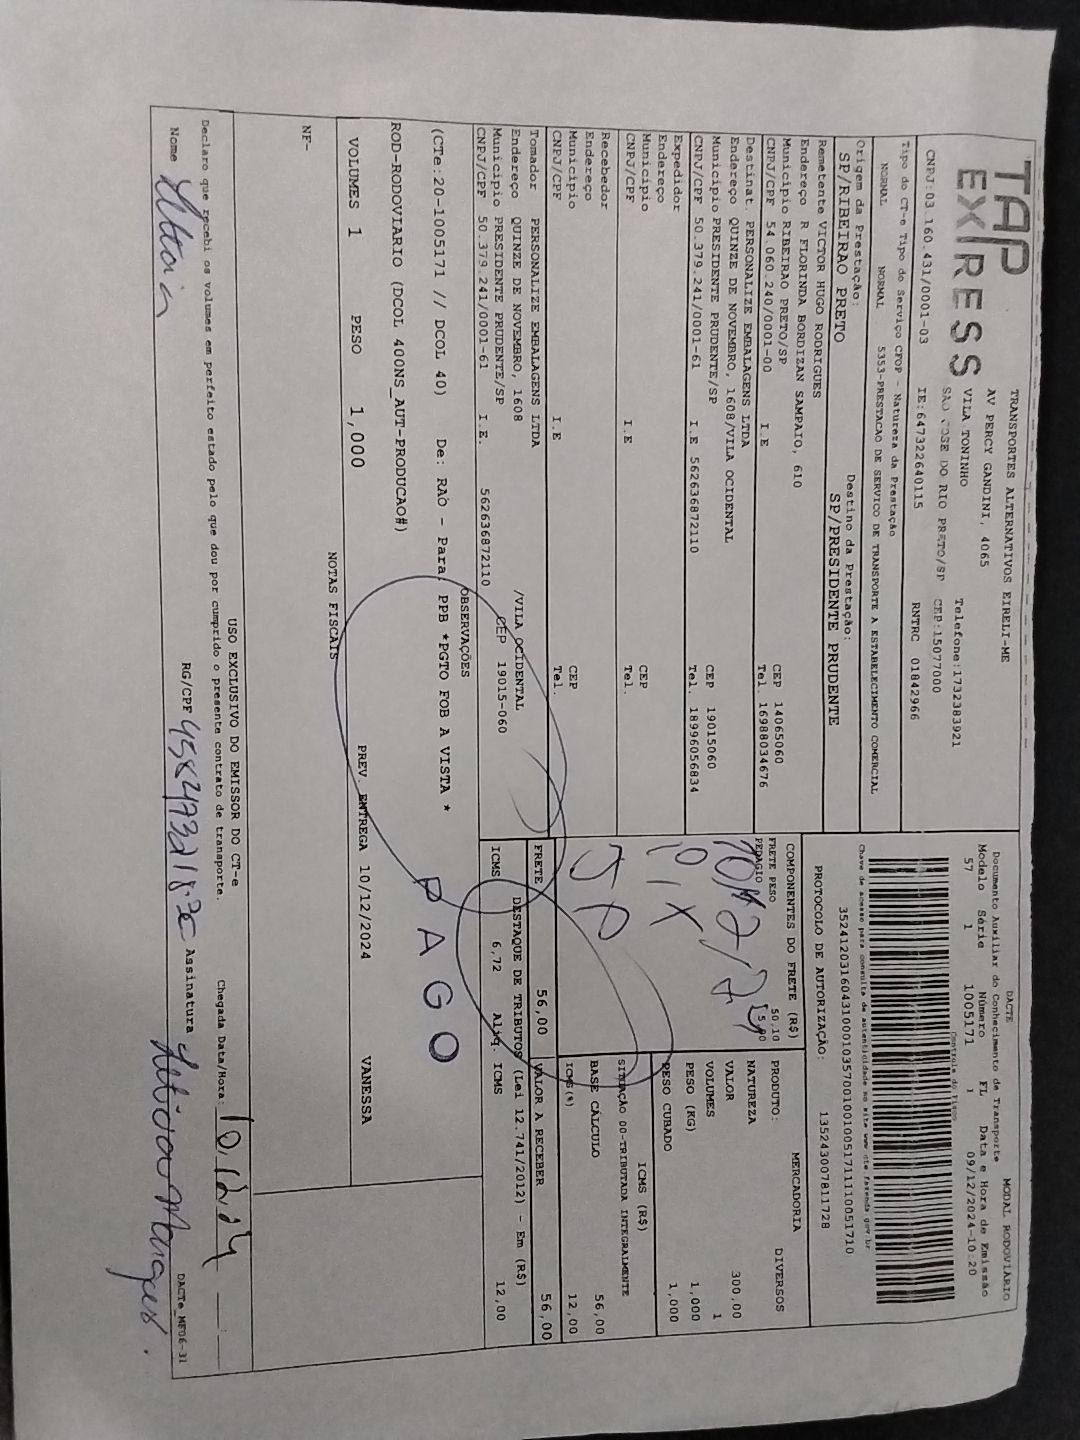 TAP
EXPRESS
TRANSPORTES ALTERNATIVOS EIRELI-ME
AV PERCY GANDINI, 4065
VILA TONINHO
Telefone:1732383921
SAO JOSE DO RIO PRETO/SP CEP:15077000
CNPJ:03.160.431/0001-03 IE:647322640115 RNTRC 01842966
DACTE MODAL RODOVIÁRIO
Documento Auxiliar do Conhecimento de Transporte
Modelo Série Número FL Data e Hora de Emissão
57 1 1005171 1 09/12/2024-10:20
Controle do Fisco
Chave de acesso para consulta de autenticidade no site www.cte.fazenda.gov.br
PROTOCOLO DE AUTORIZAÇÃO: 135243007811728
Tipo do CT-e Tipo do Serviço CFOP - Natureza da Prestação
NORMAL NORMAL 5353-PRESTACAO DE SERVICO DE TRANSPORTE A ESTABELECIMENTO COMERCIAL
Origem da Prestação: Destino da Prestação:
SP/RIBEIRAO PRETO SP/PRESIDENTE PRUDENTE
Remetente VICTOR HUGO RODRIGUES
Endereço R FLORINDA BORDIZAN SAMPAIO, 610
Município RIBEIRAO PRETO/SP CEP 14065060
CNPJ/CPF 54.060.240/0001-00 I.E Tel. 16988034676
Destinat. PERSONALIZE EMBALAGENS LTDA
Endereço QUINZE DE NOVEMBRO, 1608/VILA OCIDENTAL
Município PRESIDENTE PRUDENTE/SP CEP 19015060
CNPJ/CPF 50.379.241/0001-61 I.E 562636872110 Tel. 18996056834
Expedidor
Endereço
Município CEP
CNPJ/CPF I.E Tel.
Recebedor
Endereço
Município CEP
CNPJ/CPF I.E Tel.
Tomador PERSONALIZE EMBALAGENS LTDA
Endereço QUINZE DE NOVEMBRO, 1608 /VILA OCIDENTAL
Município PRESIDENTE PRUDENTE/SP CEP 19015-060
CNPJ/CPF 50.379.241/0001-61 I.E. 562636872110
COMPONENTES DO FRETE (R$)
FRETE PESO 50,10
PEDAGIO 5,90
PIX
JP
FRETE 56,00
MERCADORIA
PRODUTO: DIVERSOS
NATUREZA
VALOR 300,00
VOLUMES 1
PESO (KG) 1,000
PESO CUBADO 1,000
ICMS (R$)
SITUAÇÃO 00-TRIBUTADA INTEGRALMENTE
BASE CÁLCULO 56,00
ICMS(%) 12,00
VALOR A RECEBER 56,00
DESTAQUE DE TRIBUTOS (Lei 12.741/2012) - Em (R$)
ICMS 6,72 Aliq. ICMS 12,00
OBSERVAÇÕES
(CTe:20-1005171 // DCOL 40) De: RAO - Para: PPB *PGTO FOB A VISTA *
PAGO
ROD-RODOVIARIO (DCOL 400NS_AUT-PRODUCAO#)
VOLUMES 1 PESO 1,000 PREV. ENTREGA 10/12/2024 VANESSA
NOTAS FISCAIS
NF-
USO EXCLUSIVO DO EMISSOR DO CT-e
Declaro que recebi os volumes em perfeito estado pelo que dou por cumprido o presente contrato de transporte. Chegada Data/Hora: 10.12.24
Nome RG/CPF Assinatura
DACTe_MF06-31